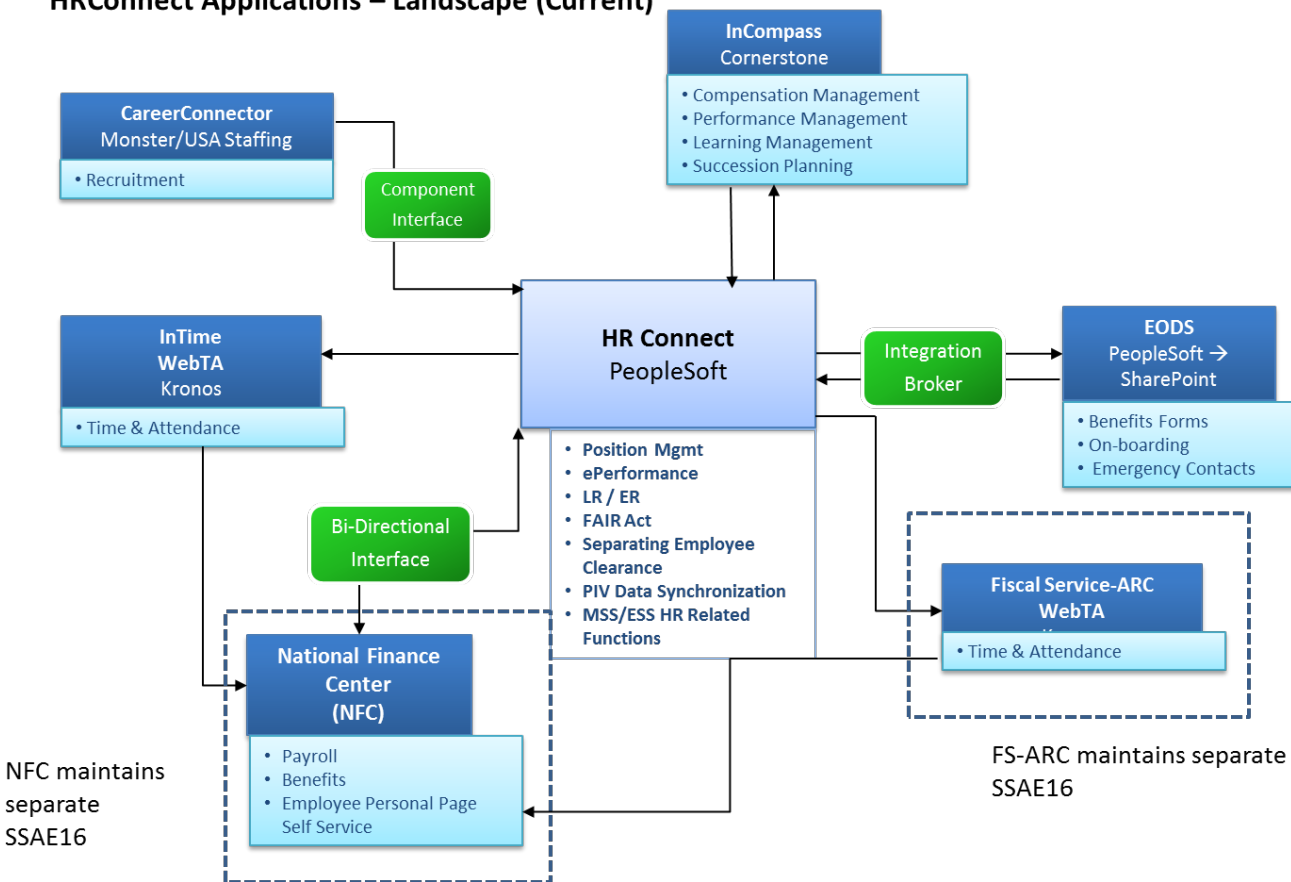 HRConnect Applications – Landscape (Current)
InCompass
Cornerstone
• Compensation Management
• Performance Management
• Learning Management
• Succession Planning
CareerConnector
Monster/USA Staffing
• Recruitment
Component
Interface
HR Connect
PeopleSoft
InTime
WebTA
Kronos
• Time & Attendance
Integration
Broker
EODS
PeopleSoft →
SharePoint
• Benefits Forms
• On-boarding
• Emergency Contacts
• Position Mgmt
• ePerformance
• LR / ER
• FAIR Act
• Separating Employee
Clearance
• PIV Data Synchronization
• MSS/ESS HR Related
Functions
Bi-Directional
Interface
Fiscal Service-ARC
WebTA
• Time & Attendance
National Finance
Center
(NFC)
• Payroll
• Benefits
• Employee Personal Page
Self Service
NFC maintains
separate
SSAE16
FS-ARC maintains separate
SSAE16